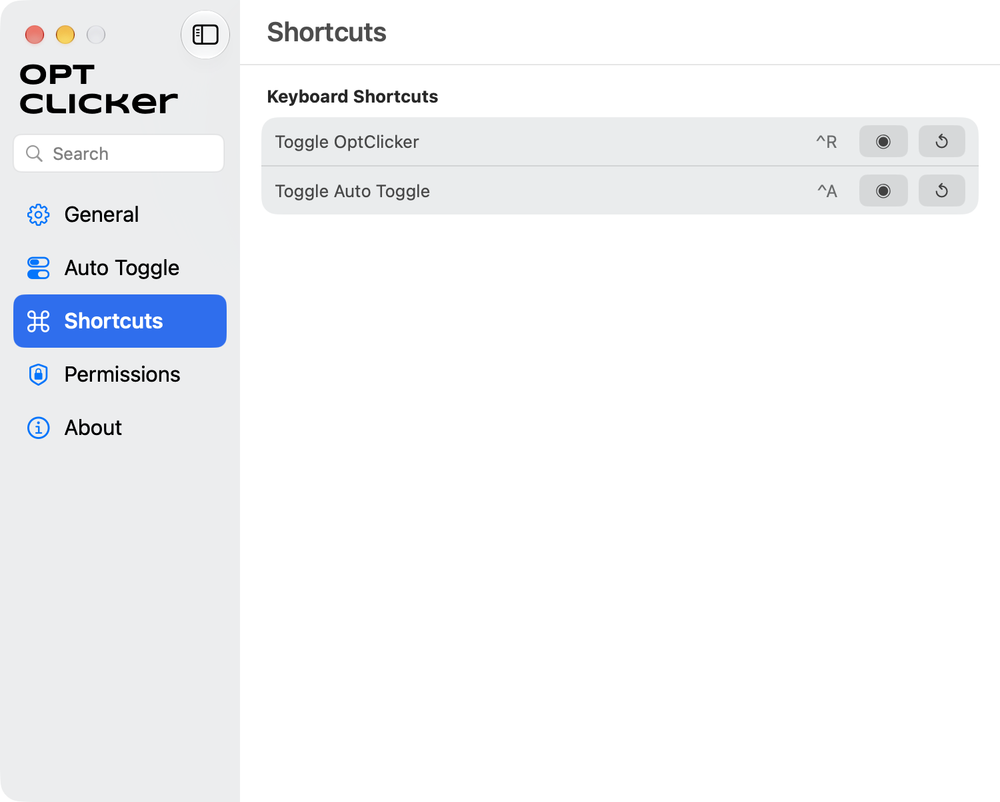 OPT
CLICKer
Search
General
Auto Toggle
Shortcuts
Permissions
About
Shortcuts
Keyboard Shortcuts
Toggle OptClicker ^R
Toggle Auto Toggle ^A